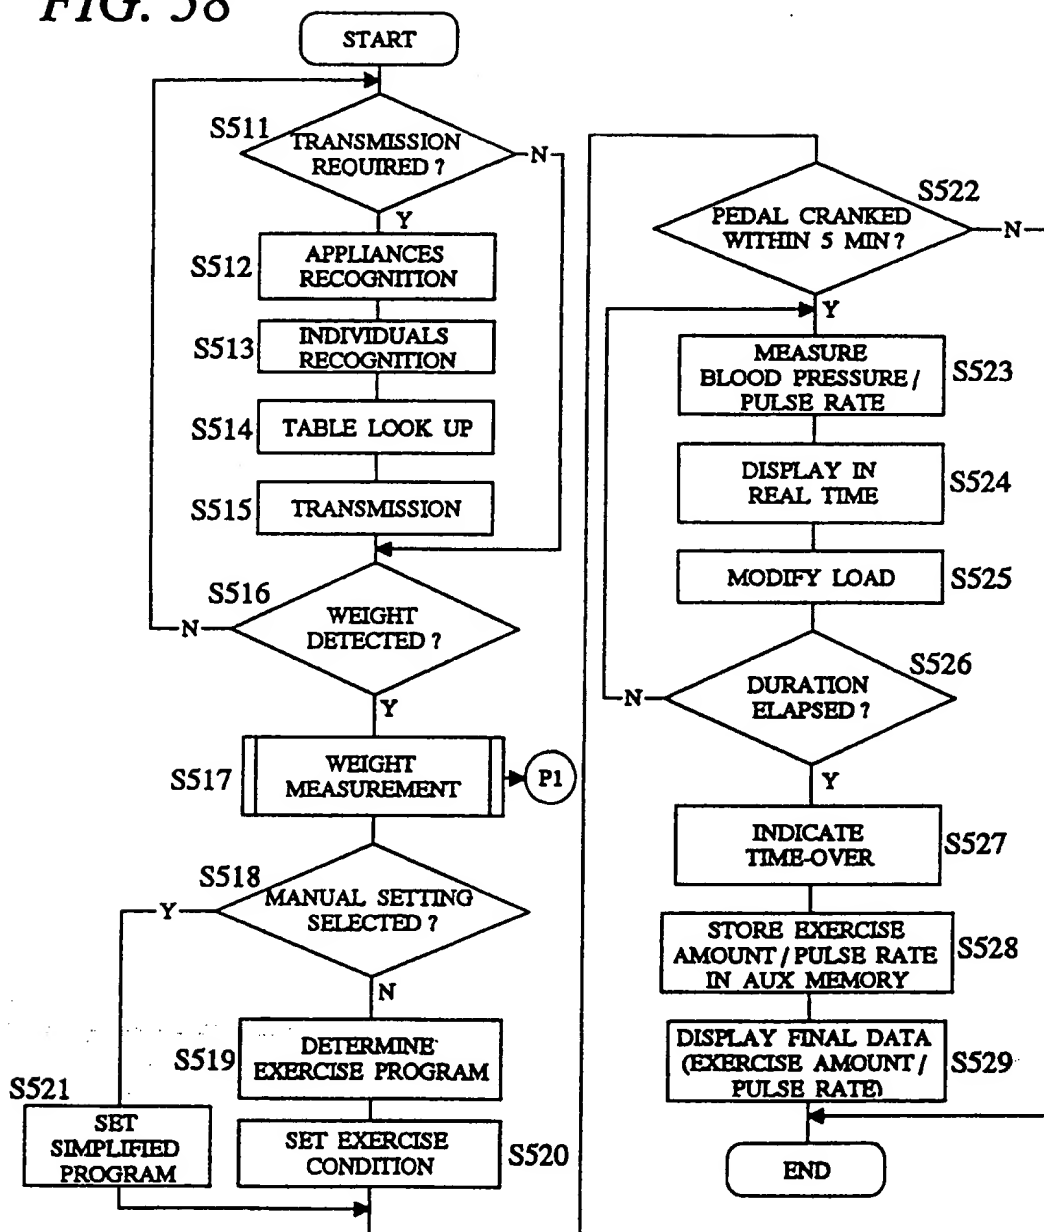 FIG. 58
START
S511
TRANSMISSION
REQUIRED ?
N
Y
S512
APPLIANCES
RECOGNITION
S513
INDIVIDUALS
RECOGNITION
S514
TABLE LOOK UP
S515
TRANSMISSION
S516
WEIGHT
DETECTED ?
N
Y
S517
WEIGHT
MEASUREMENT
P1
S518
MANUAL SETTING
SELECTED ?
Y
N
S519
DETERMINE
EXERCISE PROGRAM
S521
SET
SIMPLIFIED
PROGRAM
SET EXERCISE
CONDITION
S520
S522
PEDAL CRANKED
WITHIN 5 MIN ?
N
Y
MEASURE
BLOOD PRESSURE /
PULSE RATE
S523
DISPLAY IN
REAL TIME
S524
MODIFY LOAD
S525
S526
DURATION
ELAPSED ?
N
Y
INDICATE
TIME-OVER
S527
STORE EXERCISE
AMOUNT / PULSE RATE
IN AUX MEMORY
S528
DISPLAY FINAL DATA
(EXERCISE AMOUNT /
PULSE RATE)
S529
END